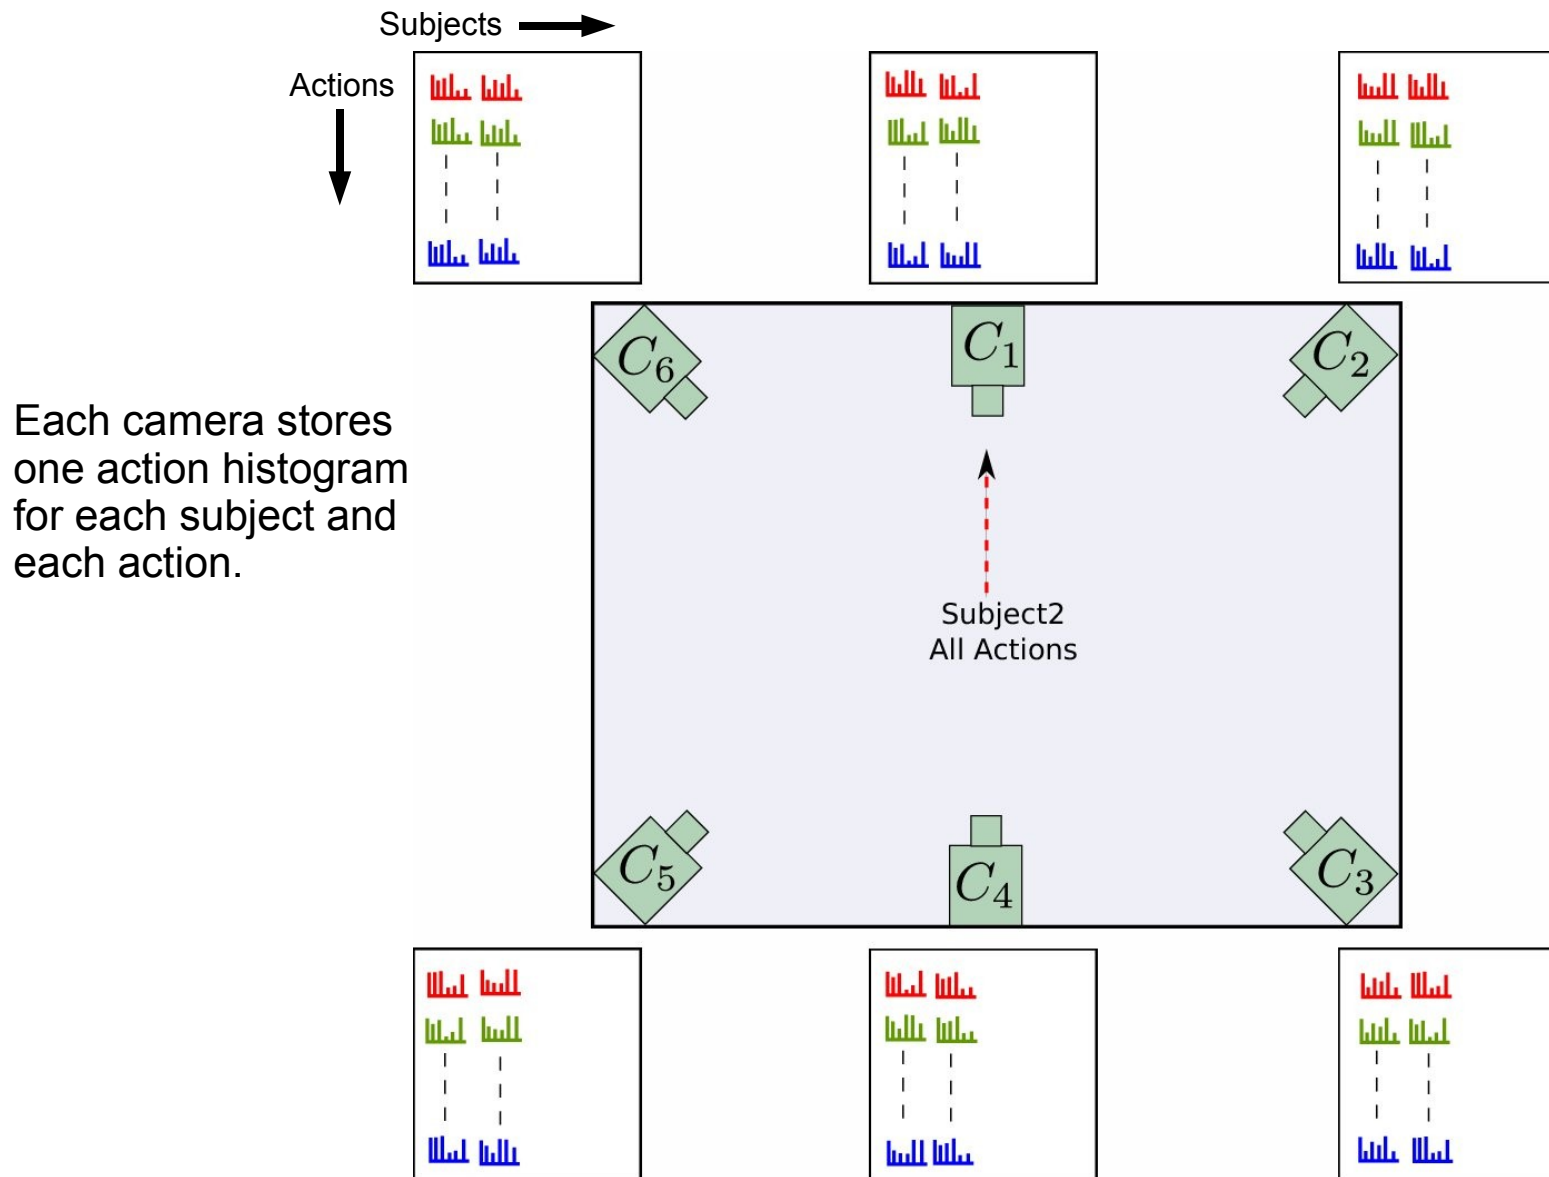 Subjects
Actions
C6
C1
C2
Each camera stores
one action histogram
for each subject and
each action.
Subject2
All Actions
C5
C4
C3